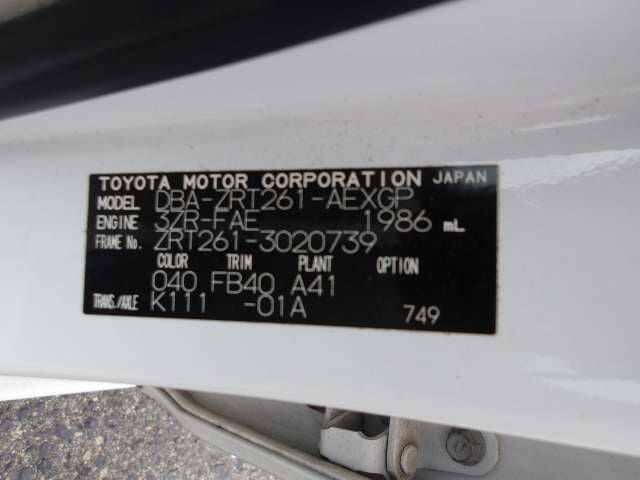 TOYOTA MOTOR CORPORATION JAPAN
MODEL DBA-ZRT261-AEXGP
ENGINE 3ZR-FAE 1986 mL
FRAME No. ZRT261-3020739
COLOR TRIM PLANT OPTION
040 FB40 A41
TRANS./AXLE K111 -01A 749